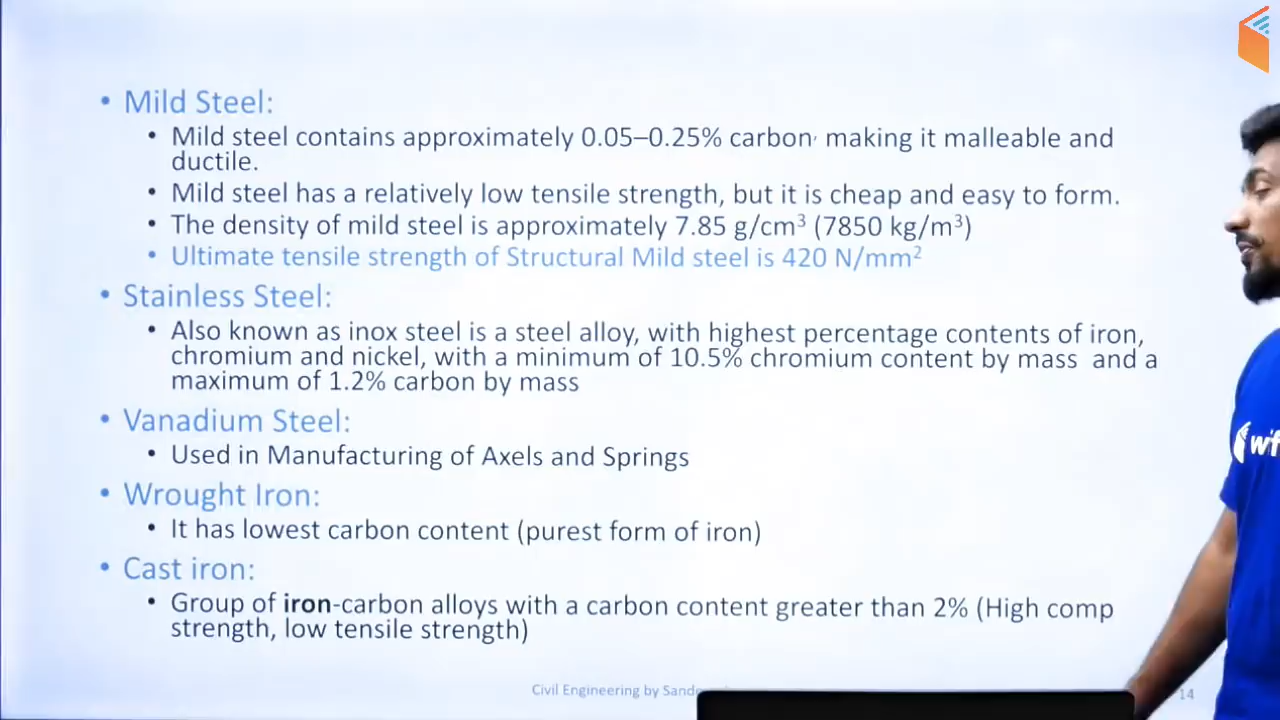 • Mild Steel:
• Mild steel contains approximately 0.05–0.25% carbon, making it malleable and
ductile.
• Mild steel has a relatively low tensile strength, but it is cheap and easy to form.
• The density of mild steel is approximately 7.85 g/cm³ (7850 kg/m³)
• Ultimate tensile strength of Structural Mild steel is 420 N/mm²
• Stainless Steel:
• Also known as inox steel is a steel alloy, with highest percentage contents of iron,
chromium and nickel, with a minimum of 10.5% chromium content by mass and a
maximum of 1.2% carbon by mass
• Vanadium Steel:
• Used in Manufacturing of Axels and Springs
• Wrought Iron:
• It has lowest carbon content (purest form of iron)
• Cast iron:
• Group of iron-carbon alloys with a carbon content greater than 2% (High comp
strength, low tensile strength)
wif
Civil Engineering by Sande
14